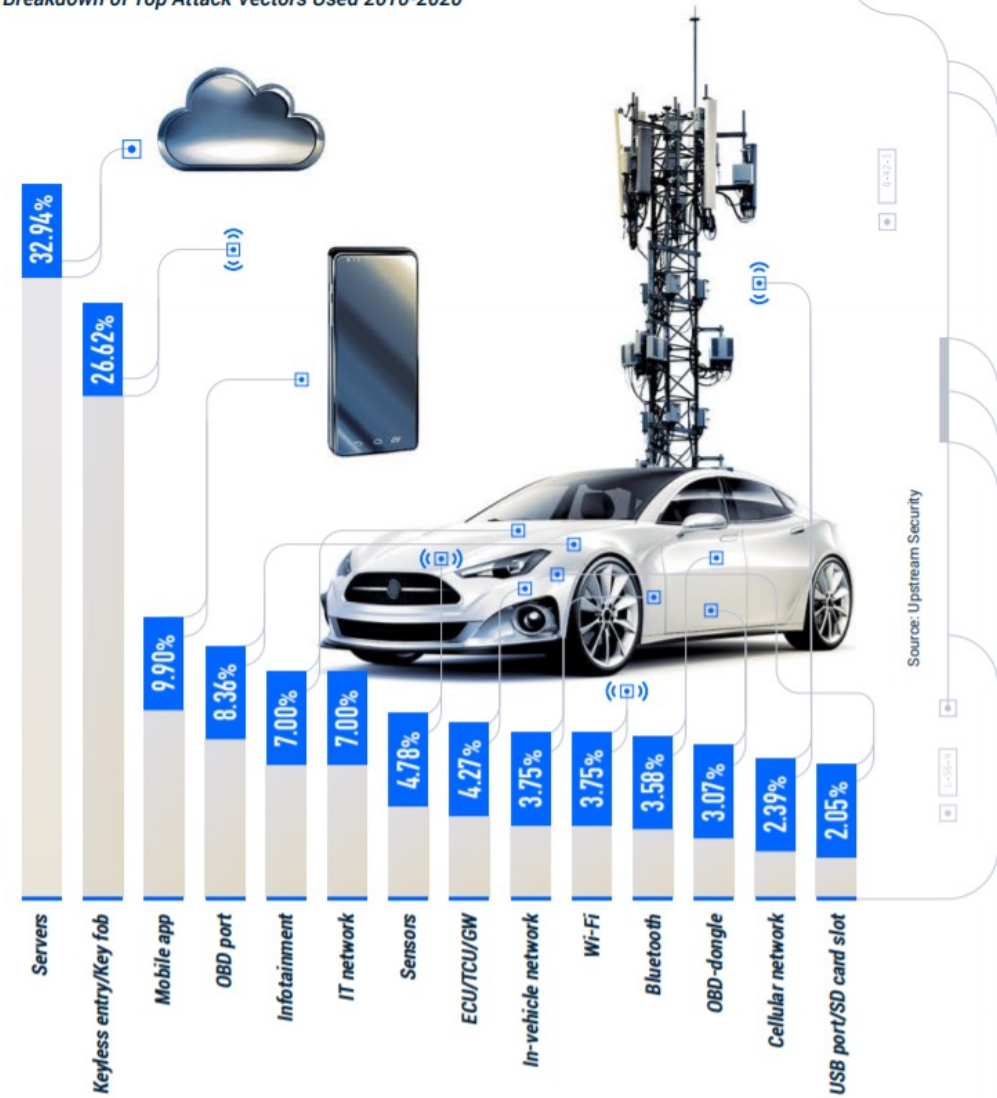 Breakdown of Top Attack Vectors Used 2010-2020
32.94%
26.62%
9.90%
8.36%
7.00%
7.00%
4.78%
4.27%
3.75%
3.75%
3.58%
3.07%
2.39%
2.05%
Servers
Keyless entry/Key fob
Mobile app
OBD port
Infotainment
IT network
Sensors
ECU/TCU/GW
In-vehicle network
Wi-Fi
Bluetooth
OBD-dongle
Cellular network
USB port/SD card slot
Source: Upstream Security